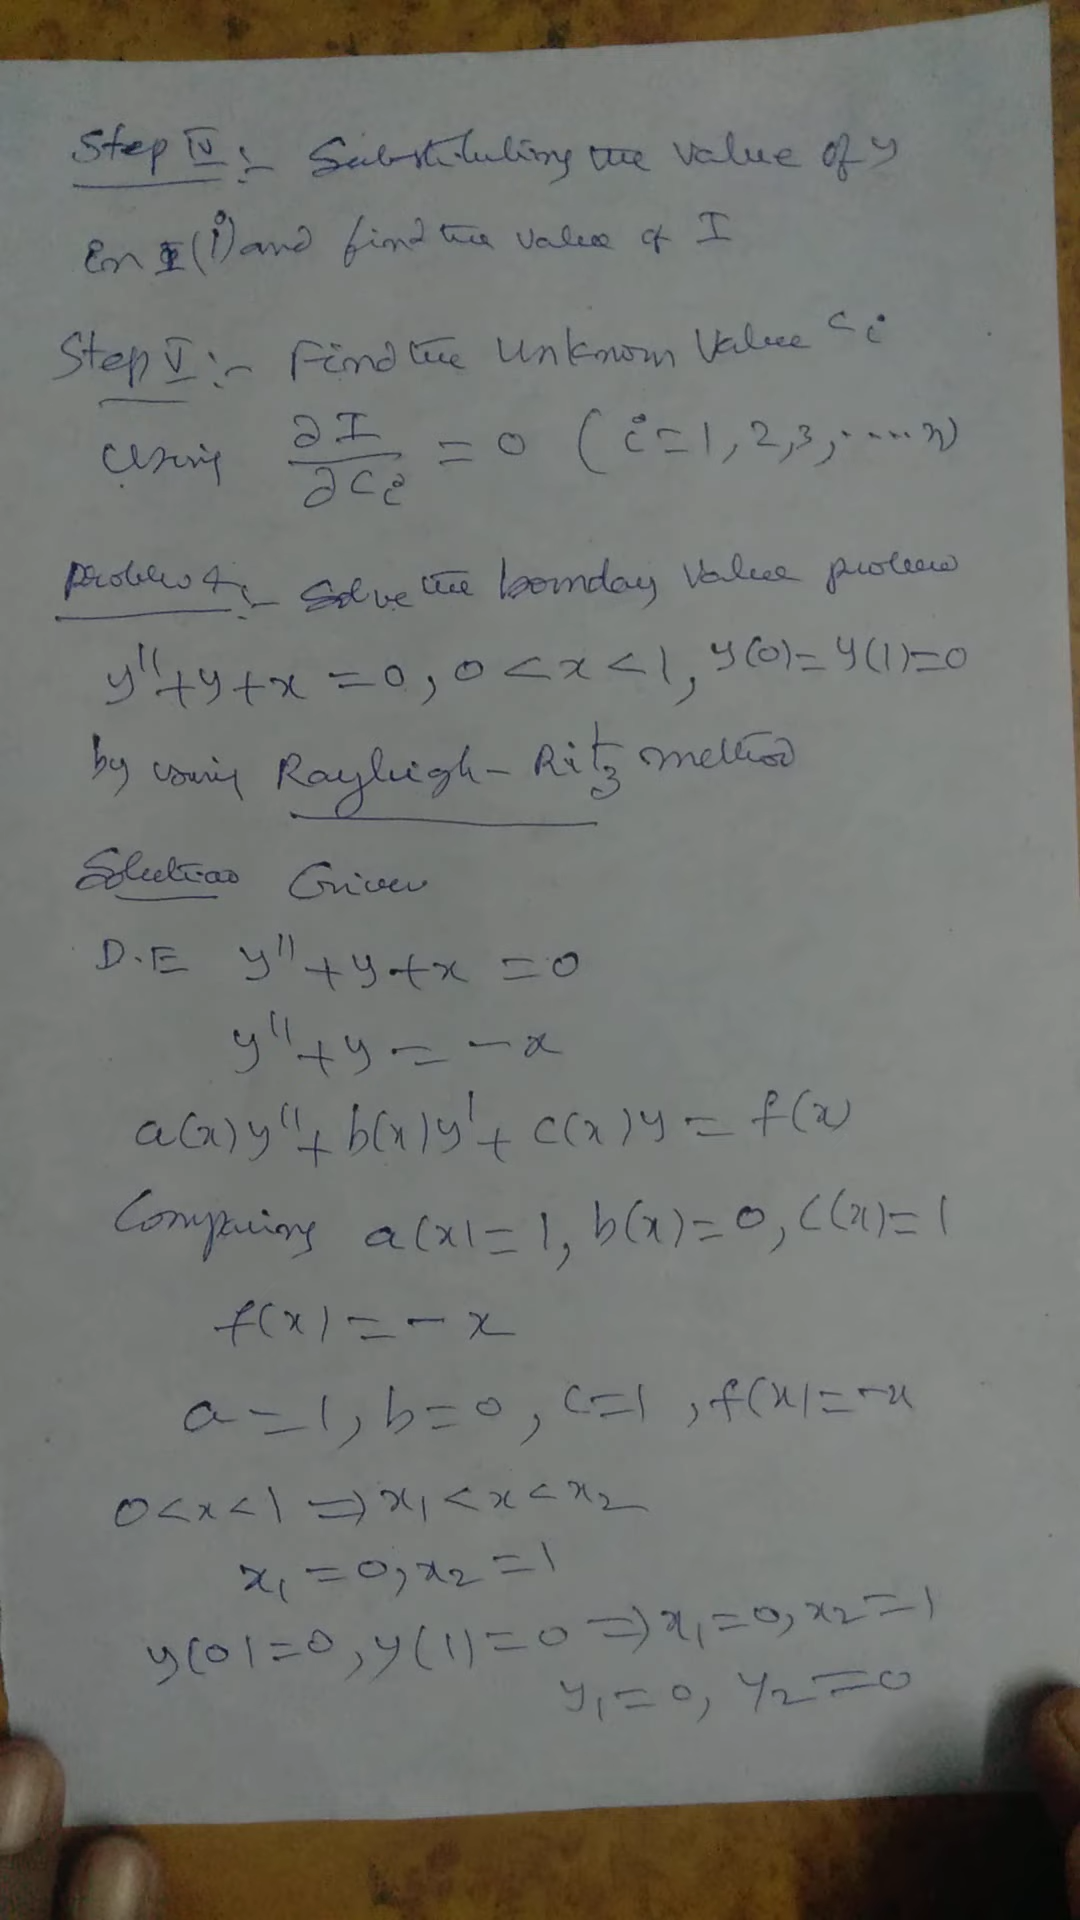 Step IV :- Substituting the value of y
in (i) and find the value of I
Step V :- Find the unknown value ci
using ∂I/∂ci = 0 (i=1,2,3,....n)
Problem :- Solve the bounday value problem
y''+y+x =0, 0<x<1, y(0)=y(1)=0
by using Rayleigh-Ritz method
Solution Given
D.E y''+y+x =0
y''+y = -x
a(x)y''+ b(x)y'+ c(x)y = f(x)
Comparing a(x)=1, b(x)=0, c(x)=1
f(x) = -x
a=1, b=0, c=1, f(x)=-x
0<x<1 ⇒ x1<x<x2
x1=0, x2=1
y(0)=0, y(1)=0 ⇒ x1=0, x2=1
y1=0, y2=0